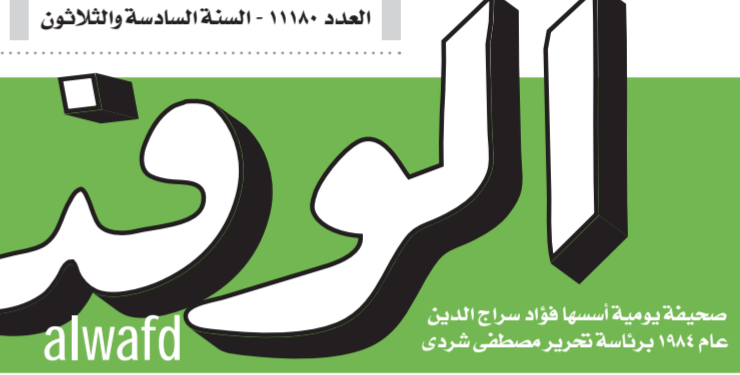 العدد ١١١٨٠ - السنة السادسة والثلاثون
الوفد
alwafd
صحيفة يومية أسسها فؤاد سراج الدين
عام ١٩٨٤ برئاسة تحرير مصطفى شردى